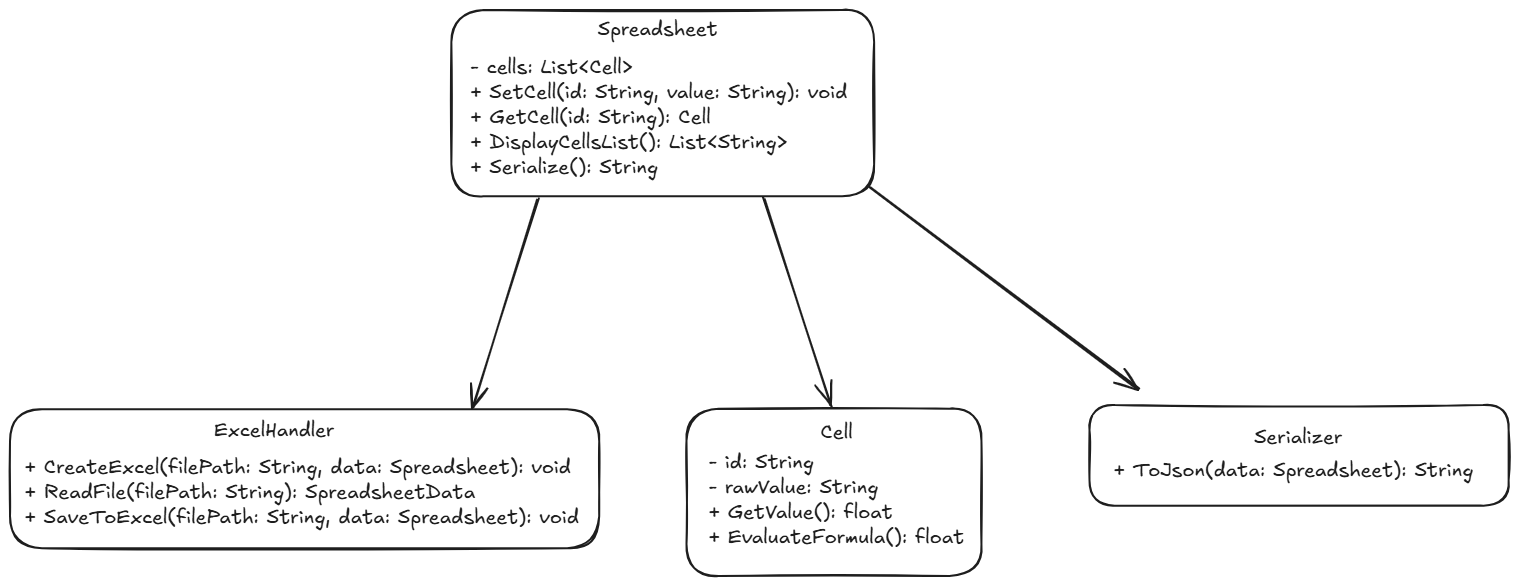 Spreadsheet
- cells: List<Cell>
+ SetCell(id: String, value: String): void
+ GetCell(id: String): Cell
+ DisplayCellsList(): List<String>
+ Serialize(): String
ExcelHandler
+ CreateExcel(filePath: String, data: Spreadsheet): void
+ ReadFile(filePath: String): SpreadsheetData
+ SaveToExcel(filePath: String, data: Spreadsheet): void
Cell
- id: String
- rawValue: String
+ GetValue(): float
+ EvaluateFormula(): float
Serializer
+ ToJson(data: Spreadsheet): String